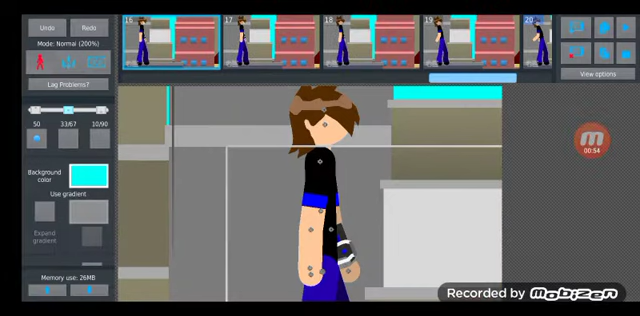 Undo Redo
Mode: Normal (200%)
Lag Problems?
50 33/67 10/90
Background color
Use gradient
Expand gradient
Memory use: 26MB
16 17 18 19 20
View options
00:54
Recorded by mobizen